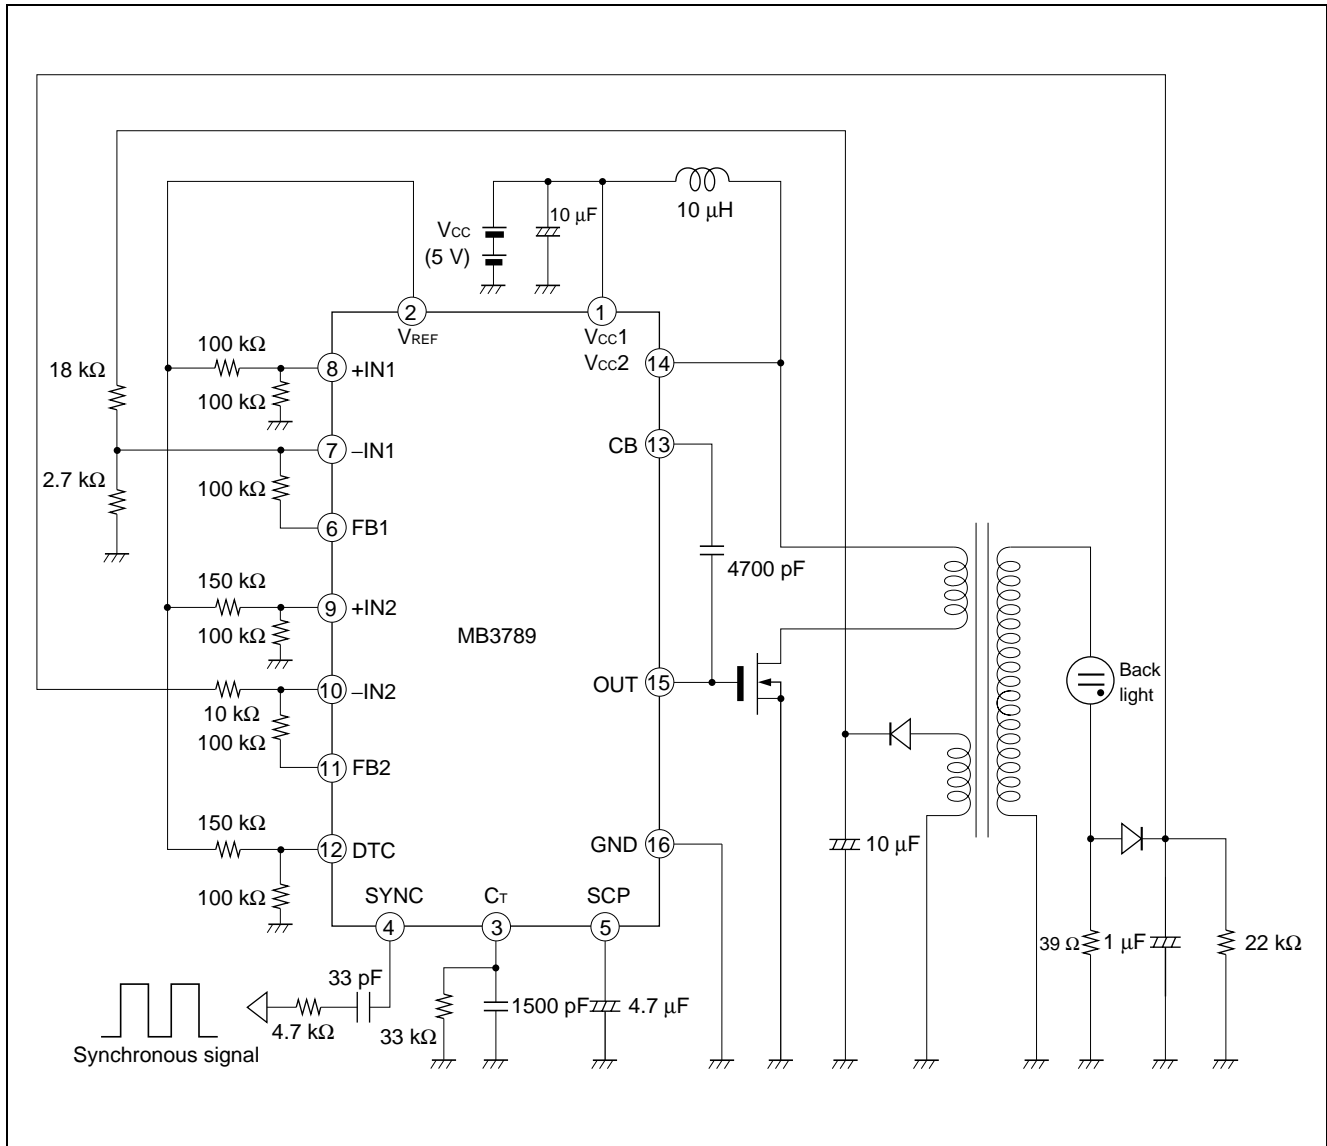 10 μF
10 μH
VCC
(5 V)
2
1
VREF
VCC1
100 kΩ
8
+IN1
VCC2
14
18 kΩ
100 kΩ
7
–IN1
CB
13
2.7 kΩ
100 kΩ
6
FB1
4700 pF
150 kΩ
9
+IN2
100 kΩ
MB3789
10
–IN2
OUT
15
Back
light
10 kΩ
100 kΩ
11
FB2
150 kΩ
12
DTC
GND
16
10 μF
100 kΩ
SYNC
CT
SCP
4
3
5
39 Ω
1 μF
22 kΩ
33 pF
1500 pF
4.7 μF
4.7 kΩ
33 kΩ
Synchronous signal